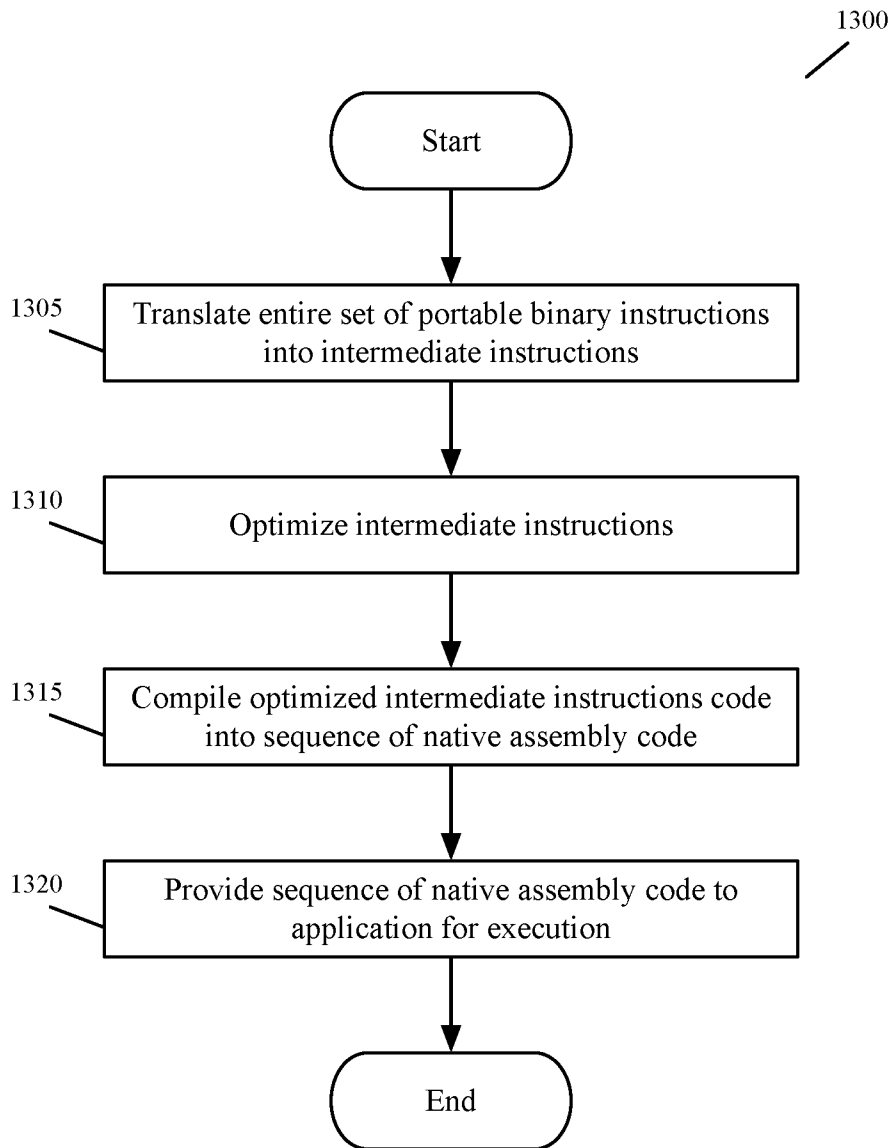 1300
Start
1305
Translate entire set of portable binary instructions
into intermediate instructions
1310
Optimize intermediate instructions
1315
Compile optimized intermediate instructions code
into sequence of native assembly code
1320
Provide sequence of native assembly code to
application for execution
End